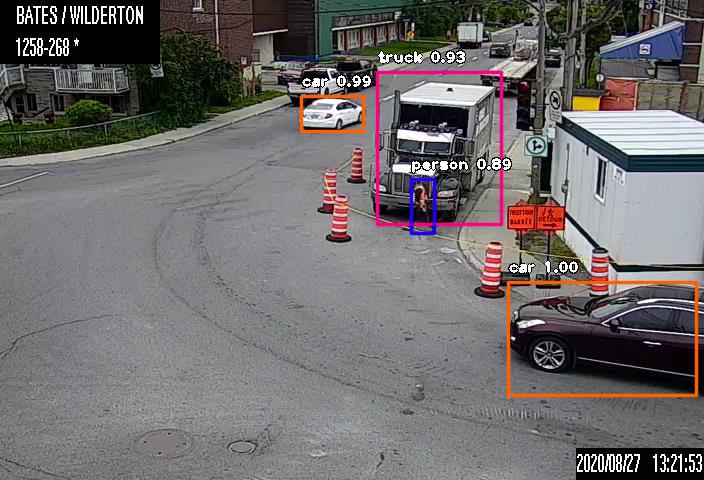 BATES / WILDERTON
1258-268 *
truck 0.93
car 0.99
person 0.89
TROTTOIR
BARRÉ
DÉTOUR
car 1.00
2020/08/27 13:21:53